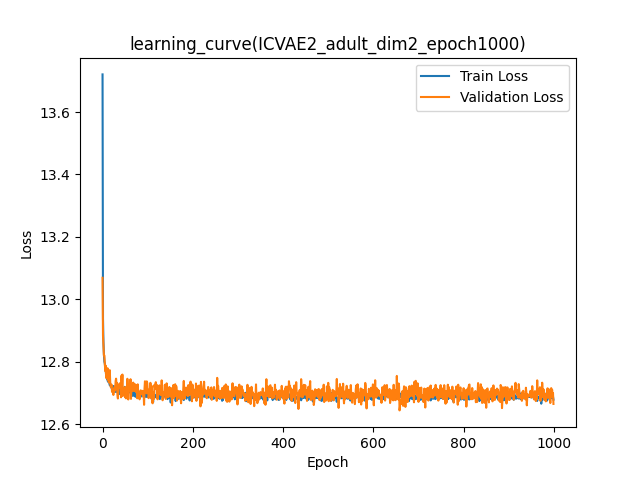 learning_curve(ICVAE2_adult_dim2_epoch1000)
Train Loss
Validation Loss
13.6
13.4
13.2
13.0
12.8
12.6
Loss
0
200
400
600
800
1000
Epoch